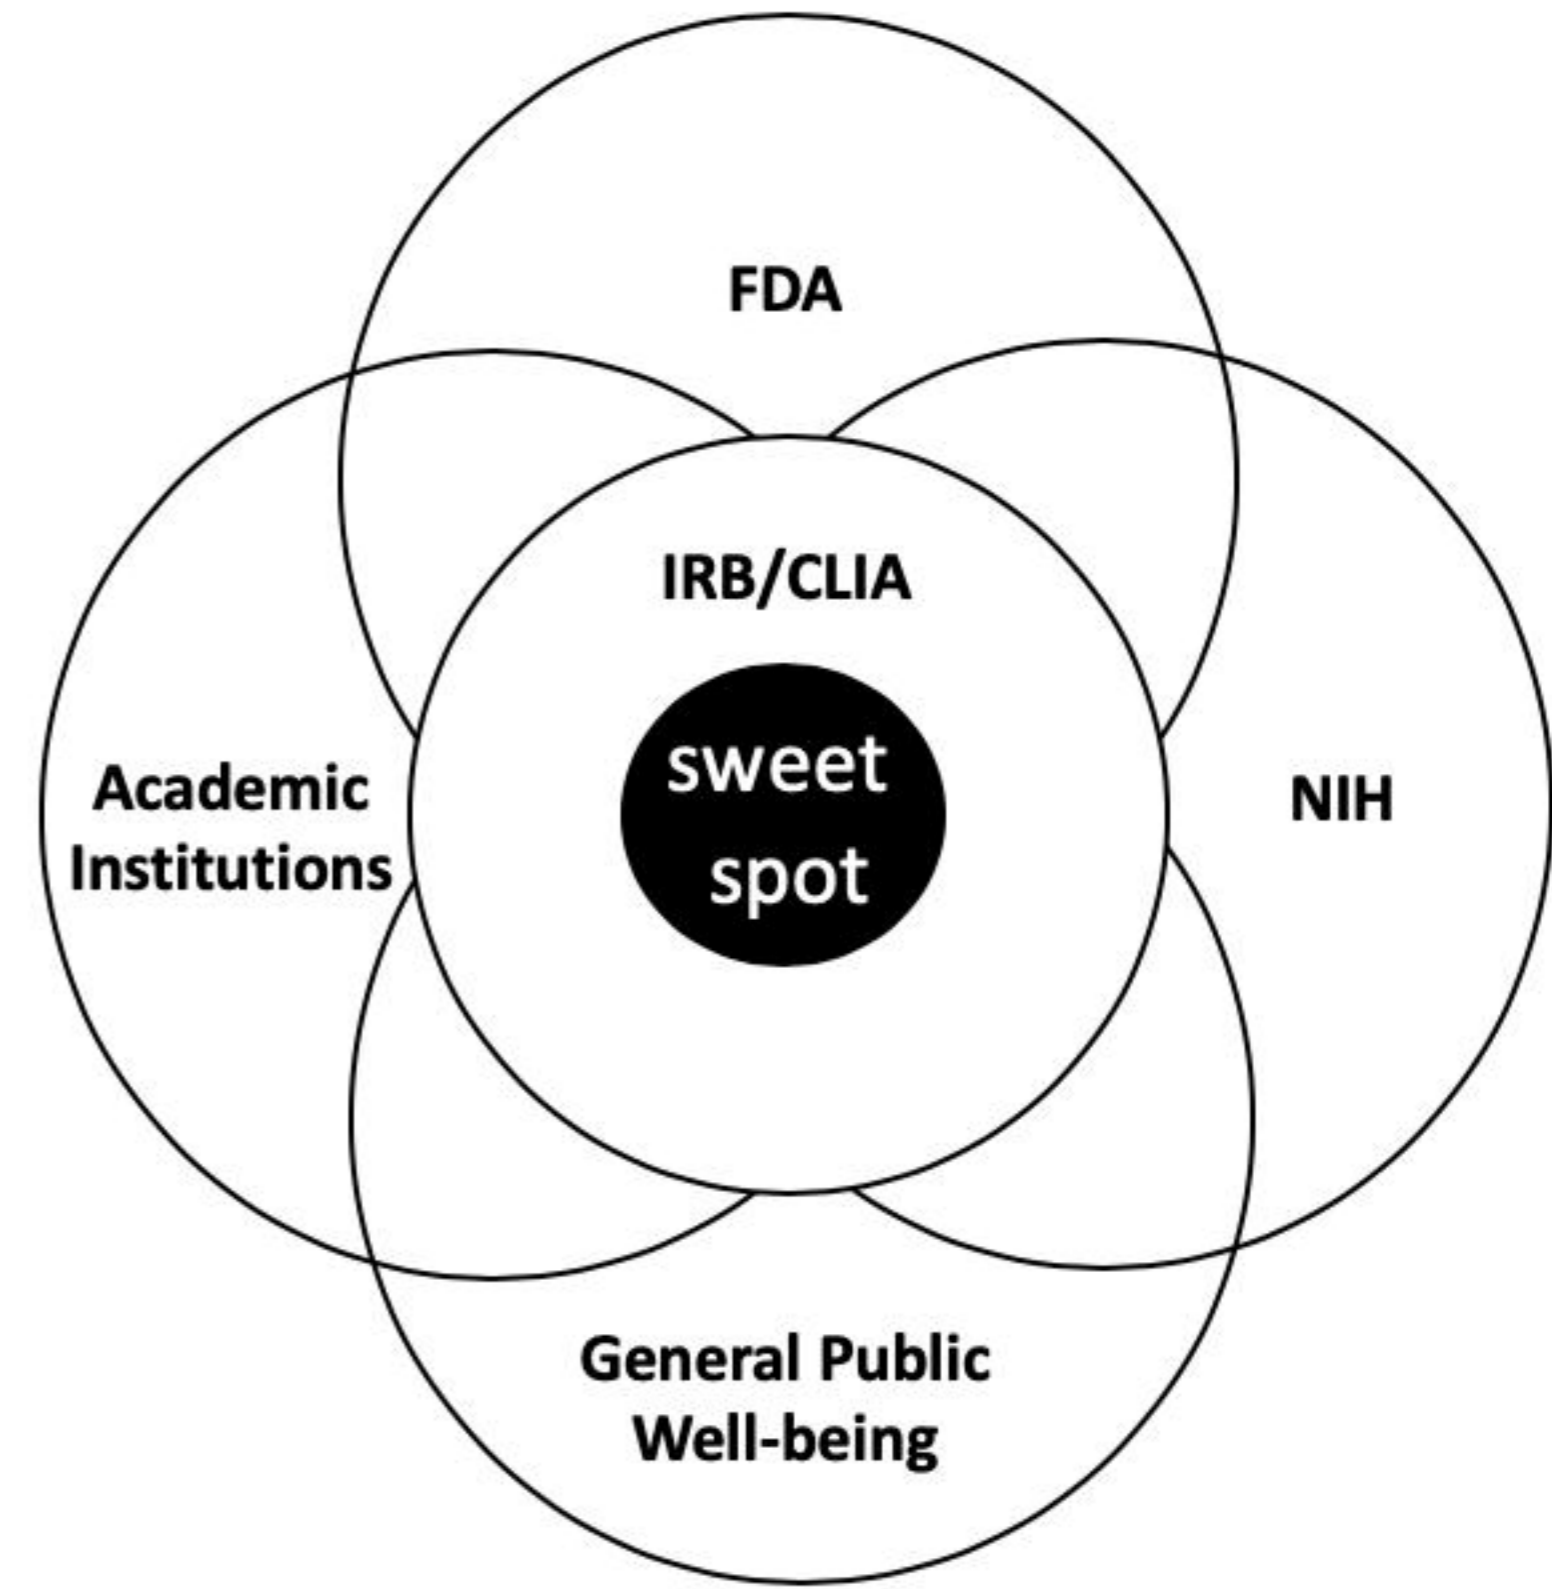 FDA
IRB/CLIA
sweet
spot
Academic
Institutions
NIH
General Public
Well-being